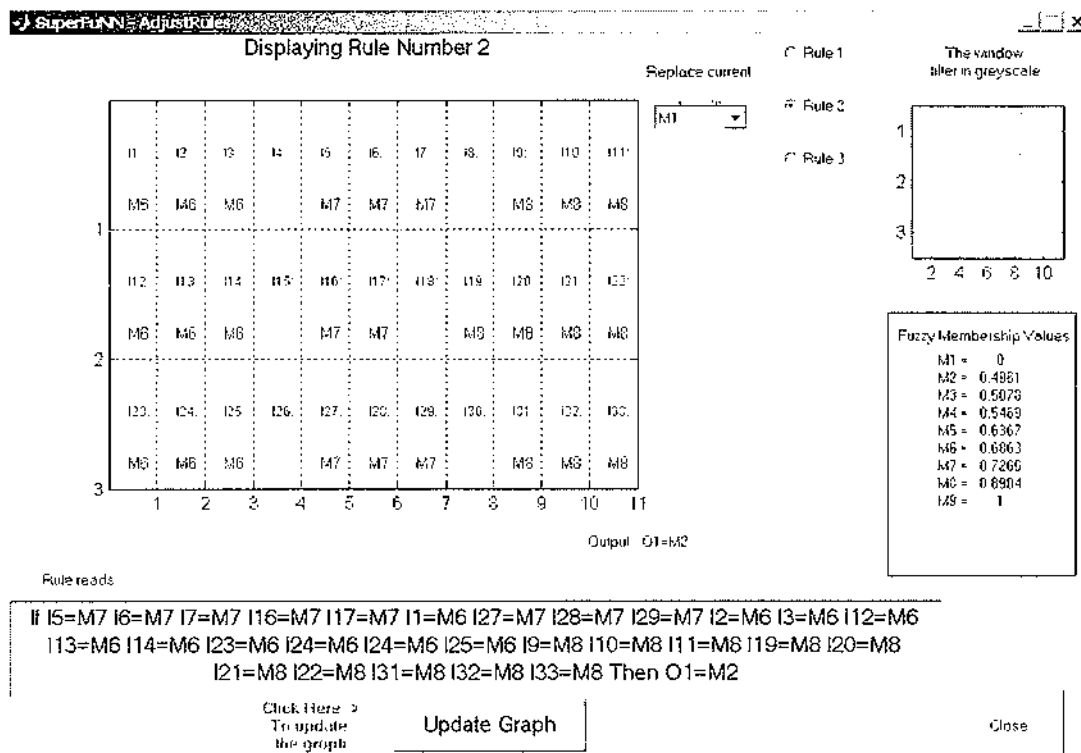 SuperFuNN - AdjustRules
Displaying Rule Number 2
Replace current
M1
Rule 1
Rule 2
Rule 3
The window
filter in greyscale
I1 I2 I3 I4 I5 I6. I7 I8. I9: I10 I11
M6 M6 M6 M7 M7 M7 M8 M8 M8
1
I12 I13 I14 I15 I16 I17 I18 I19 I20 I21 I22
M6 M6 M6 M7 M7 M8 M8 M8 M8
2
I23. I24. I25 I26. I27. I28. I29. I30. I31 I32. I33.
M6 M6 M6 M7 M7 M7 M8 M8 M8
3
1 2 3 4 5 6 7 8 9 10 11
Output O1=M2
1
2
3
2 4 6 8 10
Fuzzy Membership Values
M1 = 0
M2 = 0.4961
M3 = 0.5078
M4 = 0.5469
M5 = 0.6367
M6 = 0.6863
M7 = 0.7266
M8 = 0.8904
M9 = 1
Rule reads
If I5=M7 I6=M7 I7=M7 I16=M7 I17=M7 I1=M6 I27=M7 I28=M7 I29=M7 I2=M6 I3=M6 I12=M6
I13=M6 I14=M6 I23=M6 I24=M6 I24=M6 I25=M6 I9=M8 I10=M8 I11=M8 I19=M8 I20=M8
I21=M8 I22=M8 I31=M8 I32=M8 I33=M8 Then O1=M2
Click Here >
To update
the graph
Update Graph
Close